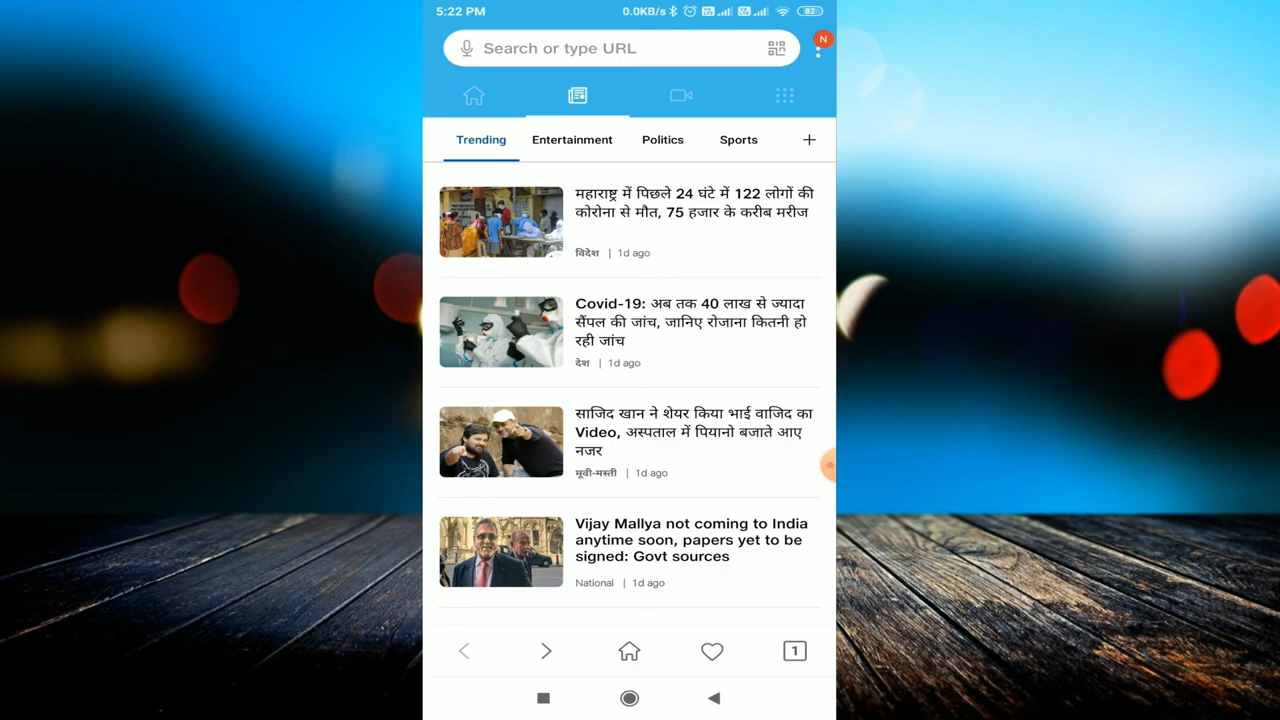 5:22 PM
0.0KB/s
82
Search or type URL
N
Trending
Entertainment
Politics
Sports
महाराष्ट्र में पिछले 24 घंटे में 122 लोगों की
कोरोना से मौत, 75 हजार के करीब मरीज
विदेश | 1d ago
Covid-19: अब तक 40 लाख से ज्यादा
सैंपल की जांच, जानिए रोजाना कितनी हो
रही जांच
देश | 1d ago
साजिद खान ने शेयर किया भाई वाजिद का
Video, अस्पताल में पियानो बजाते आए
नजर
मूवी-मस्ती | 1d ago
Vijay Mallya not coming to India
anytime soon, papers yet to be
signed: Govt sources
National | 1d ago
1